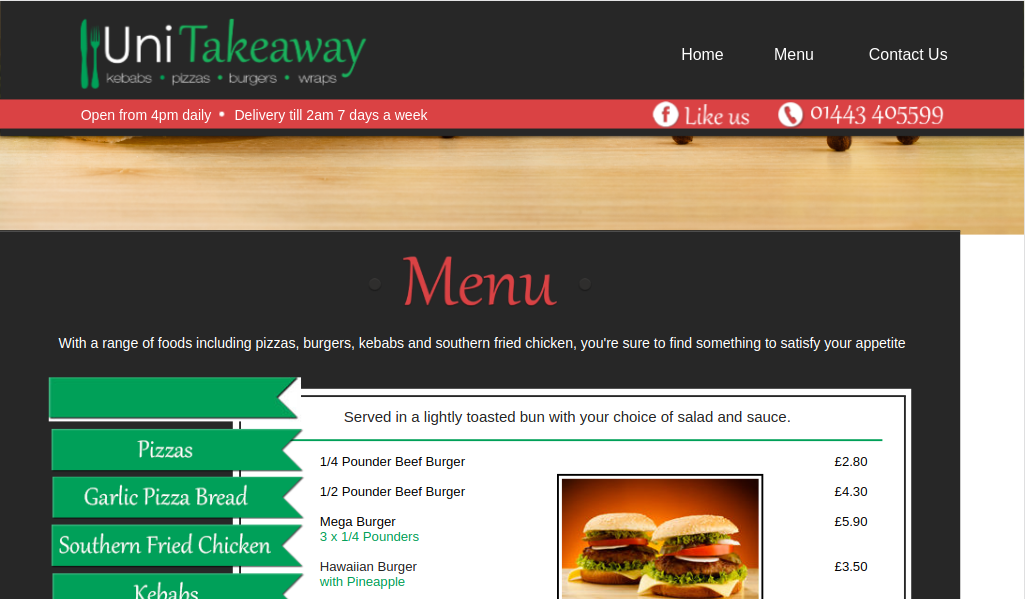 Uni Takeaway
kebabs • pizzas • burgers • wraps
Home Menu Contact Us
Open from 4pm daily • Delivery till 2am 7 days a week
f Like us 01443 405599
Menu
With a range of foods including pizzas, burgers, kebabs and southern fried chicken, you're sure to find something to satisfy your appetite
Pizzas
Garlic Pizza Bread
Southern Fried Chicken
Kebabs
Served in a lightly toasted bun with your choice of salad and sauce.
1/4 Pounder Beef Burger £2.80
1/2 Pounder Beef Burger £4.30
Mega Burger £5.90
3 x 1/4 Pounders
Hawaiian Burger £3.50
with Pineapple